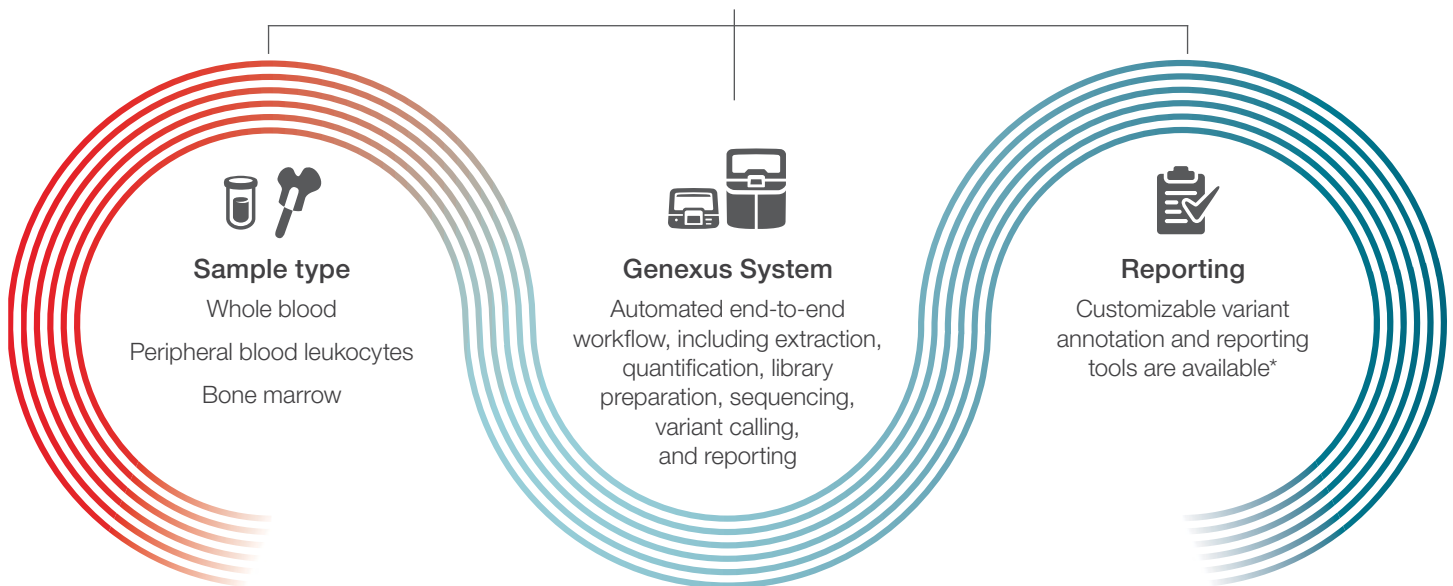 Sample type
Whole blood
Peripheral blood leukocytes
Bone marrow
Genexus System
Automated end-to-end
workflow, including extraction,
quantification, library
preparation, sequencing,
variant calling,
and reporting
Reporting
Customizable variant
annotation and reporting
tools are available*